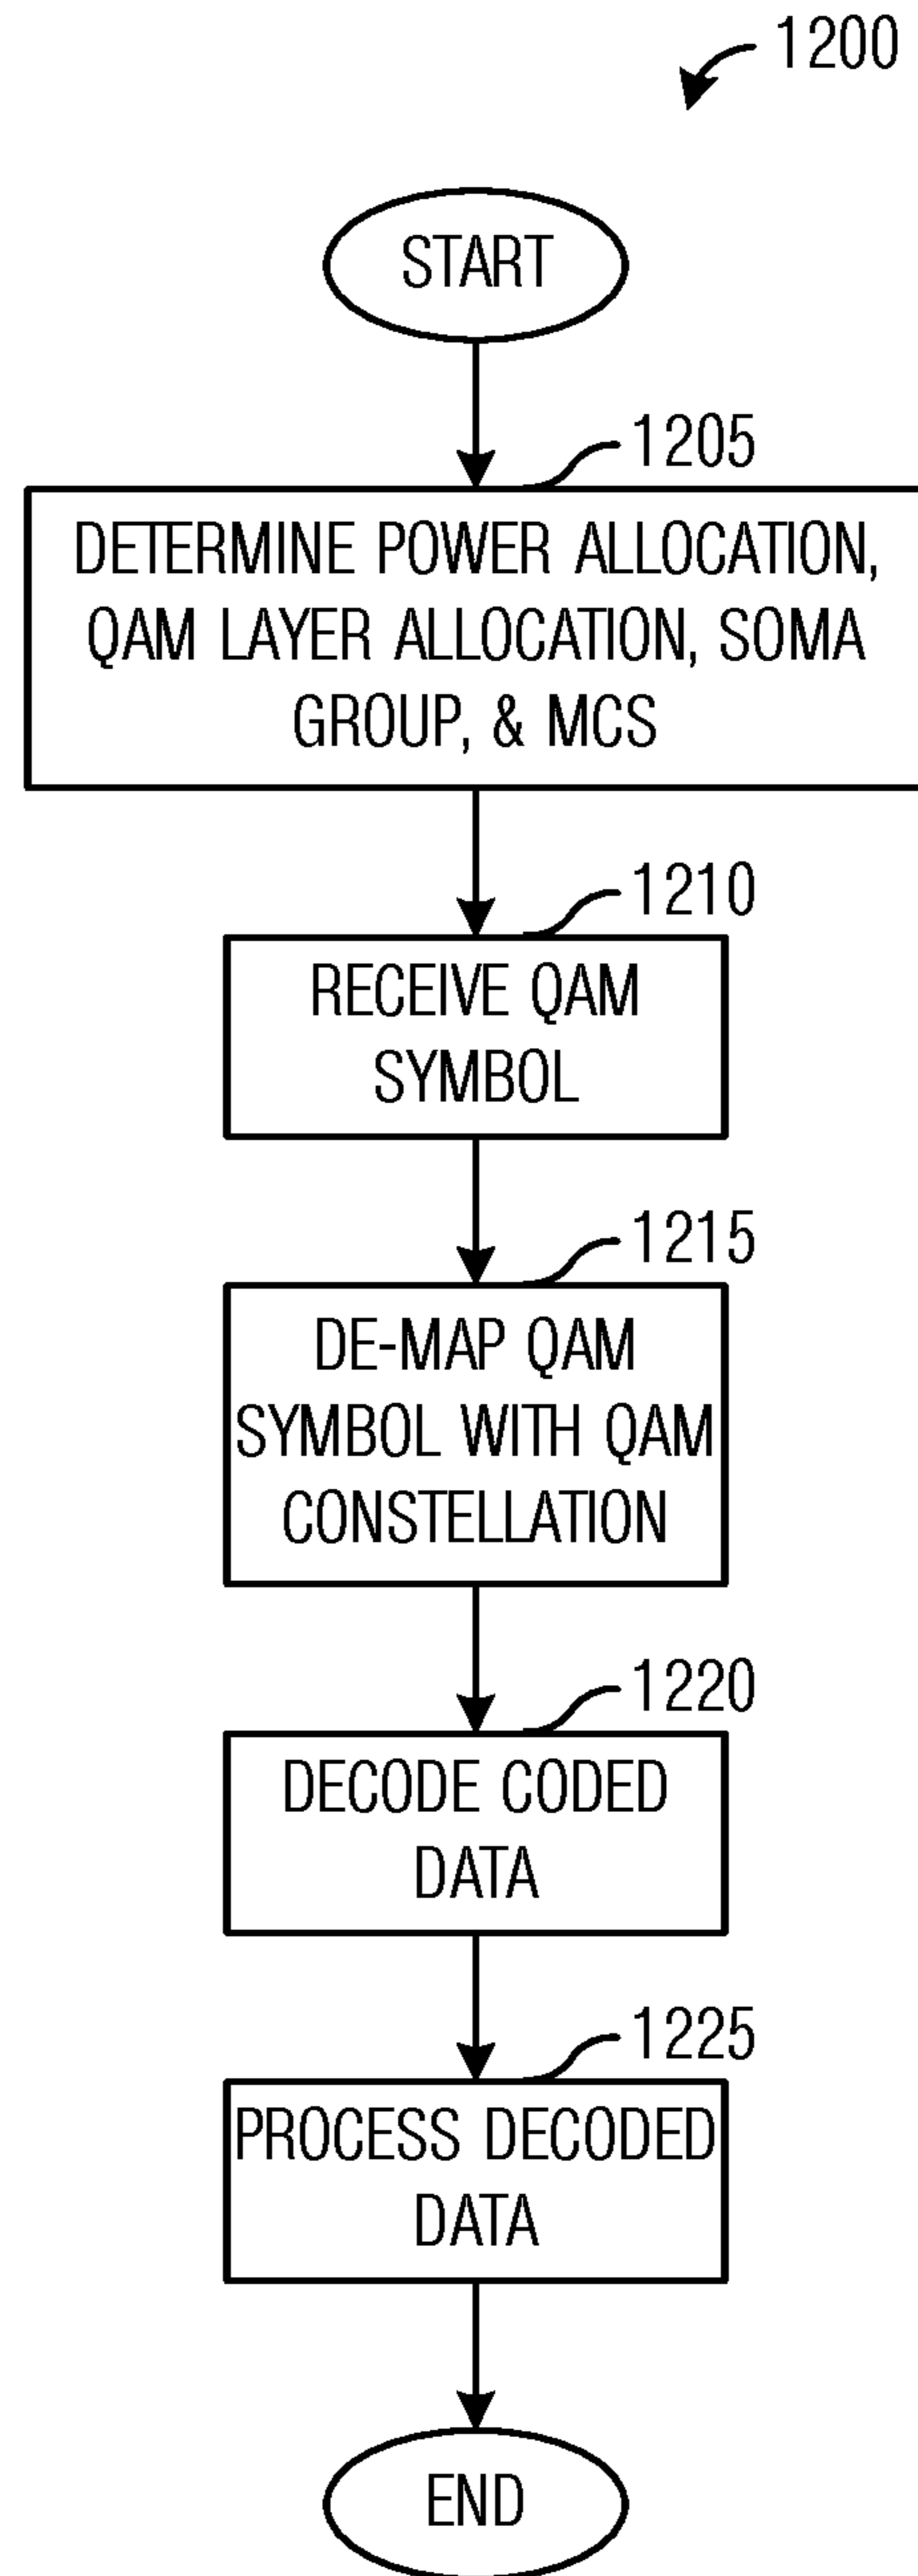 1200
START
1205
DETERMINE POWER ALLOCATION,
QAM LAYER ALLOCATION, SOMA
GROUP, & MCS
1210
RECEIVE QAM
SYMBOL
1215
DE-MAP QAM
SYMBOL WITH QAM
CONSTELLATION
1220
DECODE CODED
DATA
1225
PROCESS DECODED
DATA
END